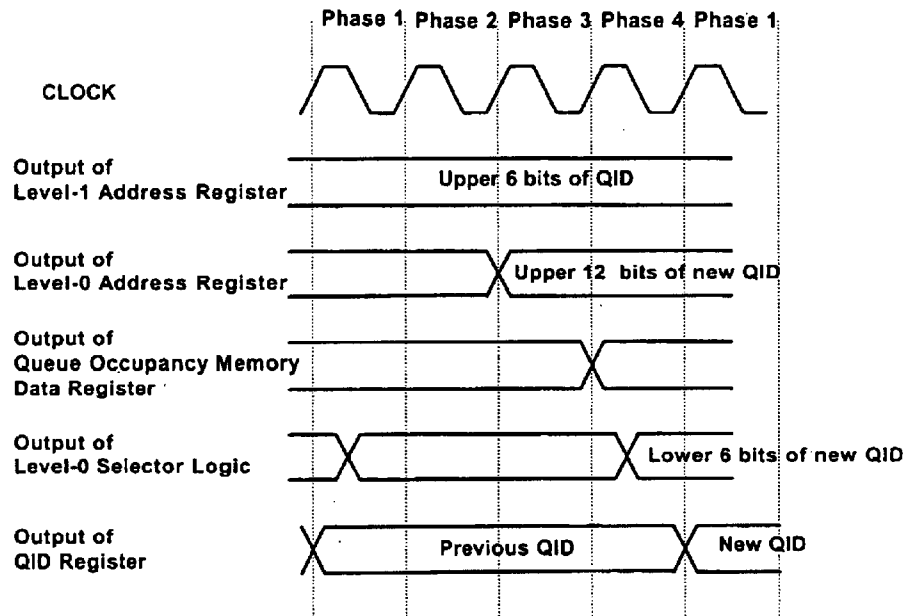 Phase 1 Phase 2 Phase 3 Phase 4 Phase 1
CLOCK
Output of
Level-1 Address Register
Upper 6 bits of QID
Output of
Level-0 Address Register
Upper 12 bits of new QID
Output of
Queue Occupancy Memory
Data Register
Output of
Level-0 Selector Logic
Lower 6 bits of new QID
Output of
QID Register
Previous QID
New QID